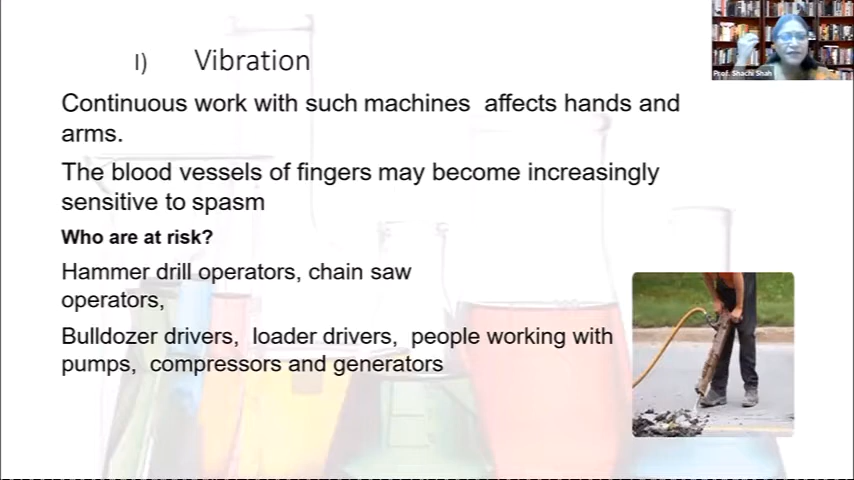 Prof. Shachi Shah
I) Vibration
Continuous work with such machines affects hands and
arms.
The blood vessels of fingers may become increasingly
sensitive to spasm
Who are at risk?
Hammer drill operators, chain saw
operators,
Bulldozer drivers, loader drivers, people working with
pumps, compressors and generators